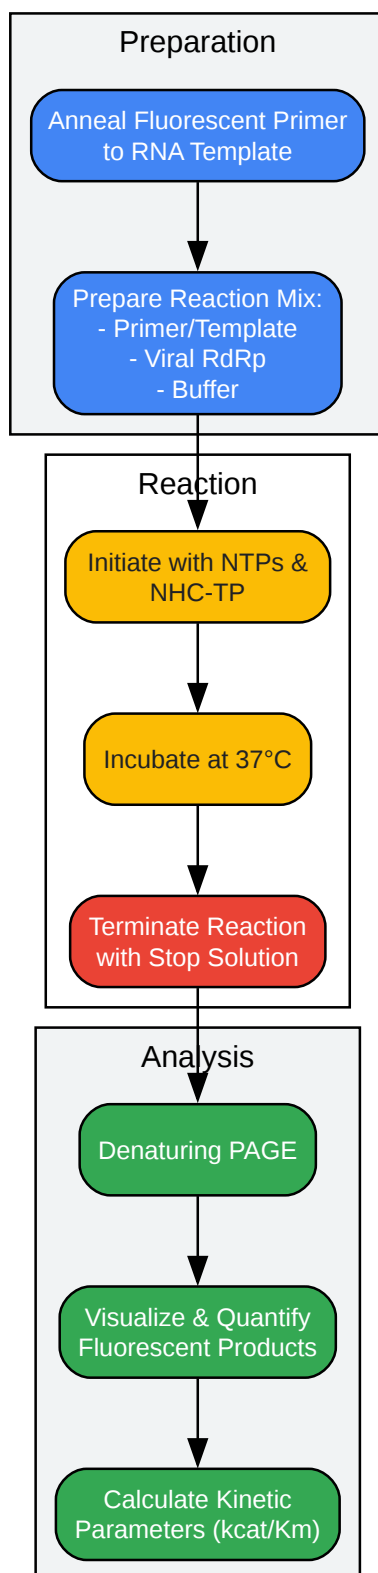 Preparation
Anneal Fluorescent Primer
to RNA Template
Prepare Reaction Mix:
- Primer/Template
- Viral RdRp
- Buffer
Reaction
Initiate with NTPs &
NHC-TP
Incubate at 37°C
Terminate Reaction
with Stop Solution
Analysis
Denaturing PAGE
Visualize & Quantify
Fluorescent Products
Calculate Kinetic
Parameters (kcat/Km)